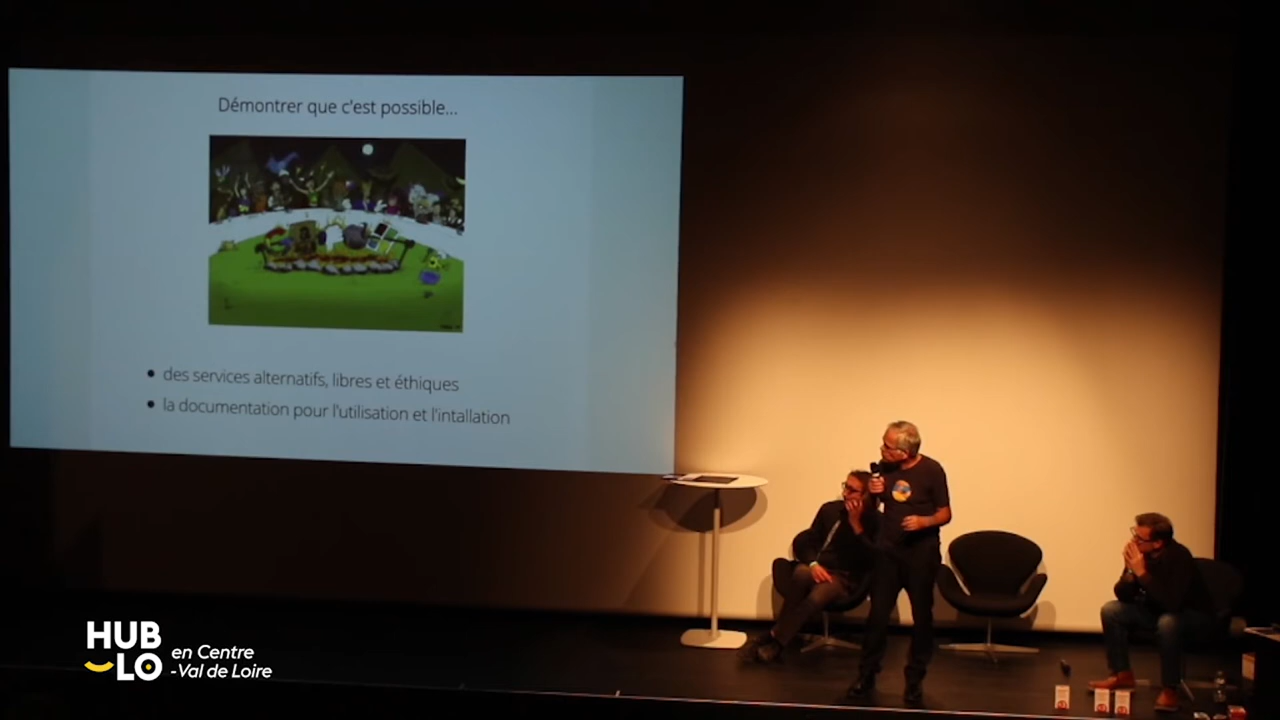 Démontrer que c'est possible...
des services alternatifs, libres et éthiques
la documentation pour l'utilisation et l'intallation
HUB
LO
en Centre
-Val de Loire